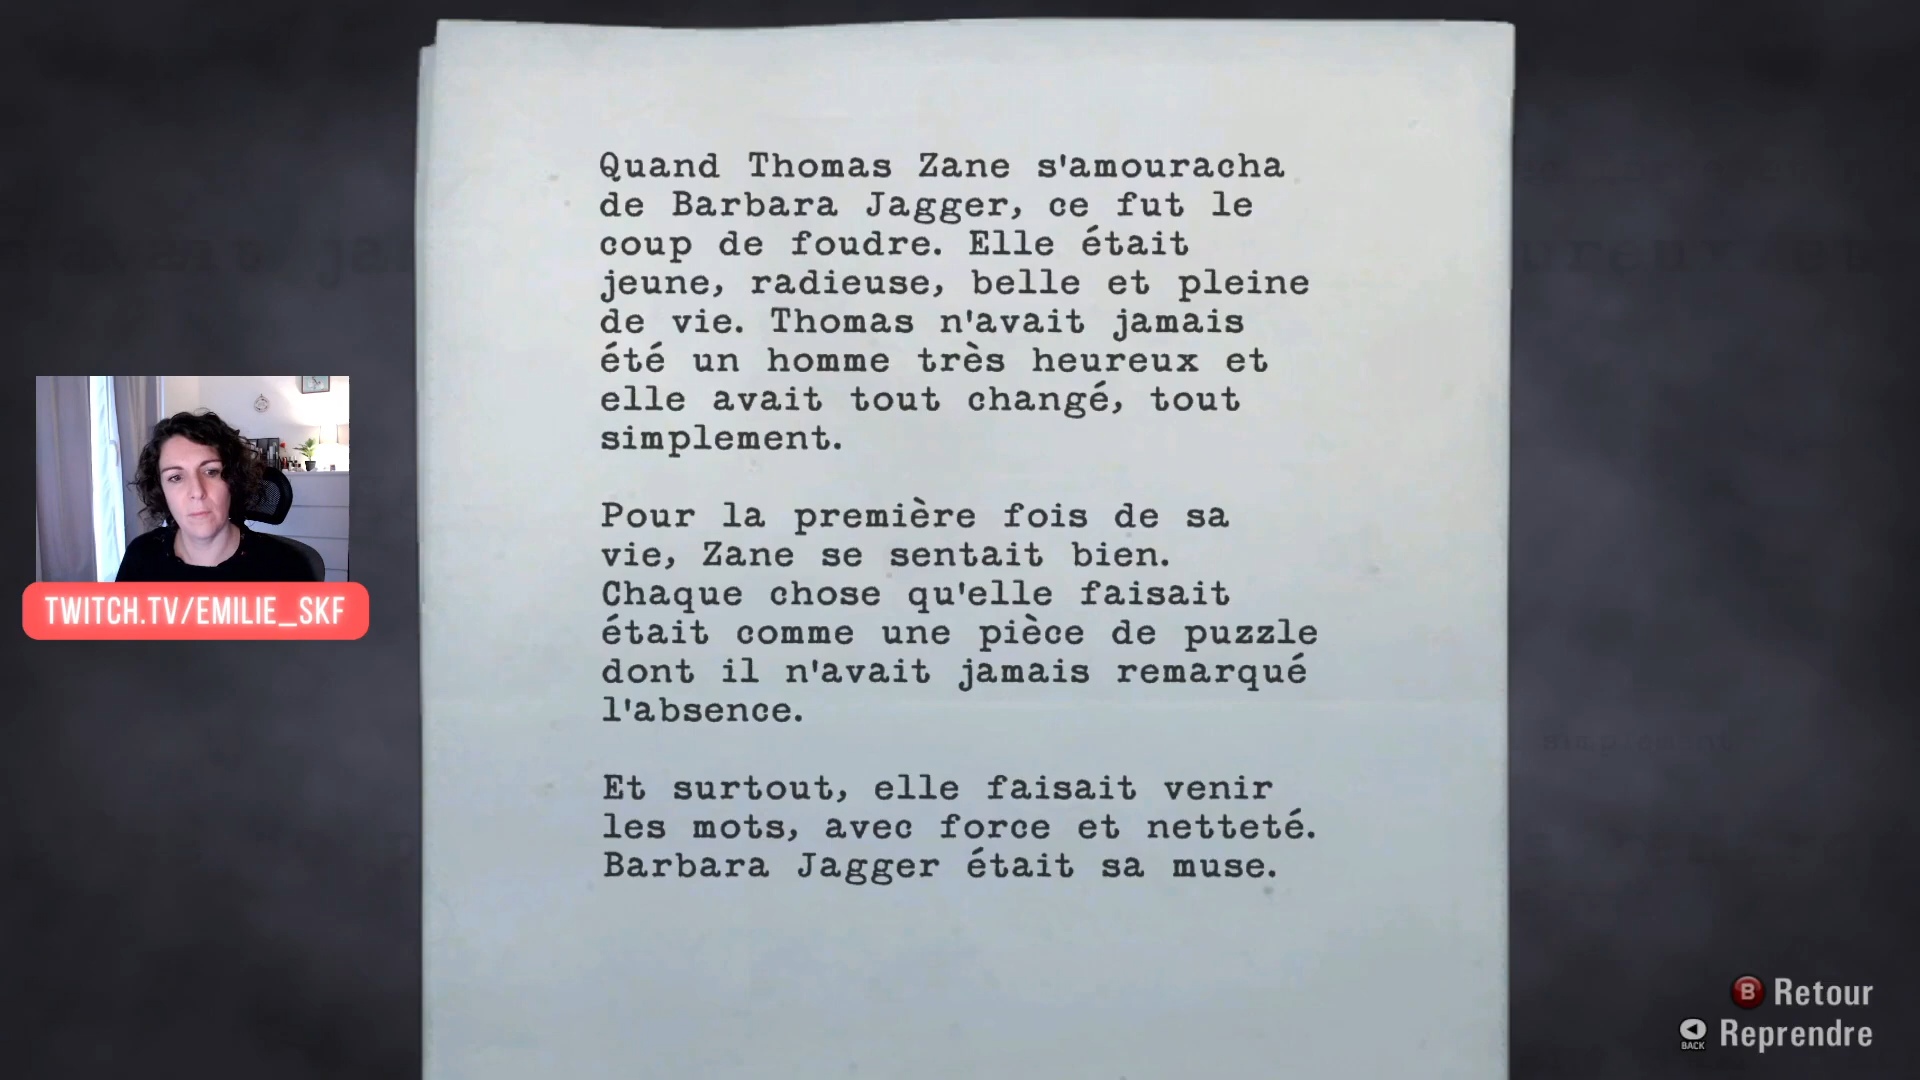 Quand Thomas Zane s'amouracha
de Barbara Jagger, ce fut le
coup de foudre. Elle était
jeune, radieuse, belle et pleine
de vie. Thomas n'avait jamais
été un homme très heureux et
elle avait tout changé, tout
simplement.
Pour la première fois de sa
vie, Zane se sentait bien.
Chaque chose qu'elle faisait
était comme une pièce de puzzle
dont il n'avait jamais remarqué
l'absence.
Et surtout, elle faisait venir
les mots, avec force et netteté.
Barbara Jagger était sa muse.
TWITCH.TV/EMILIE_SKF
B Retour
BACK Reprendre